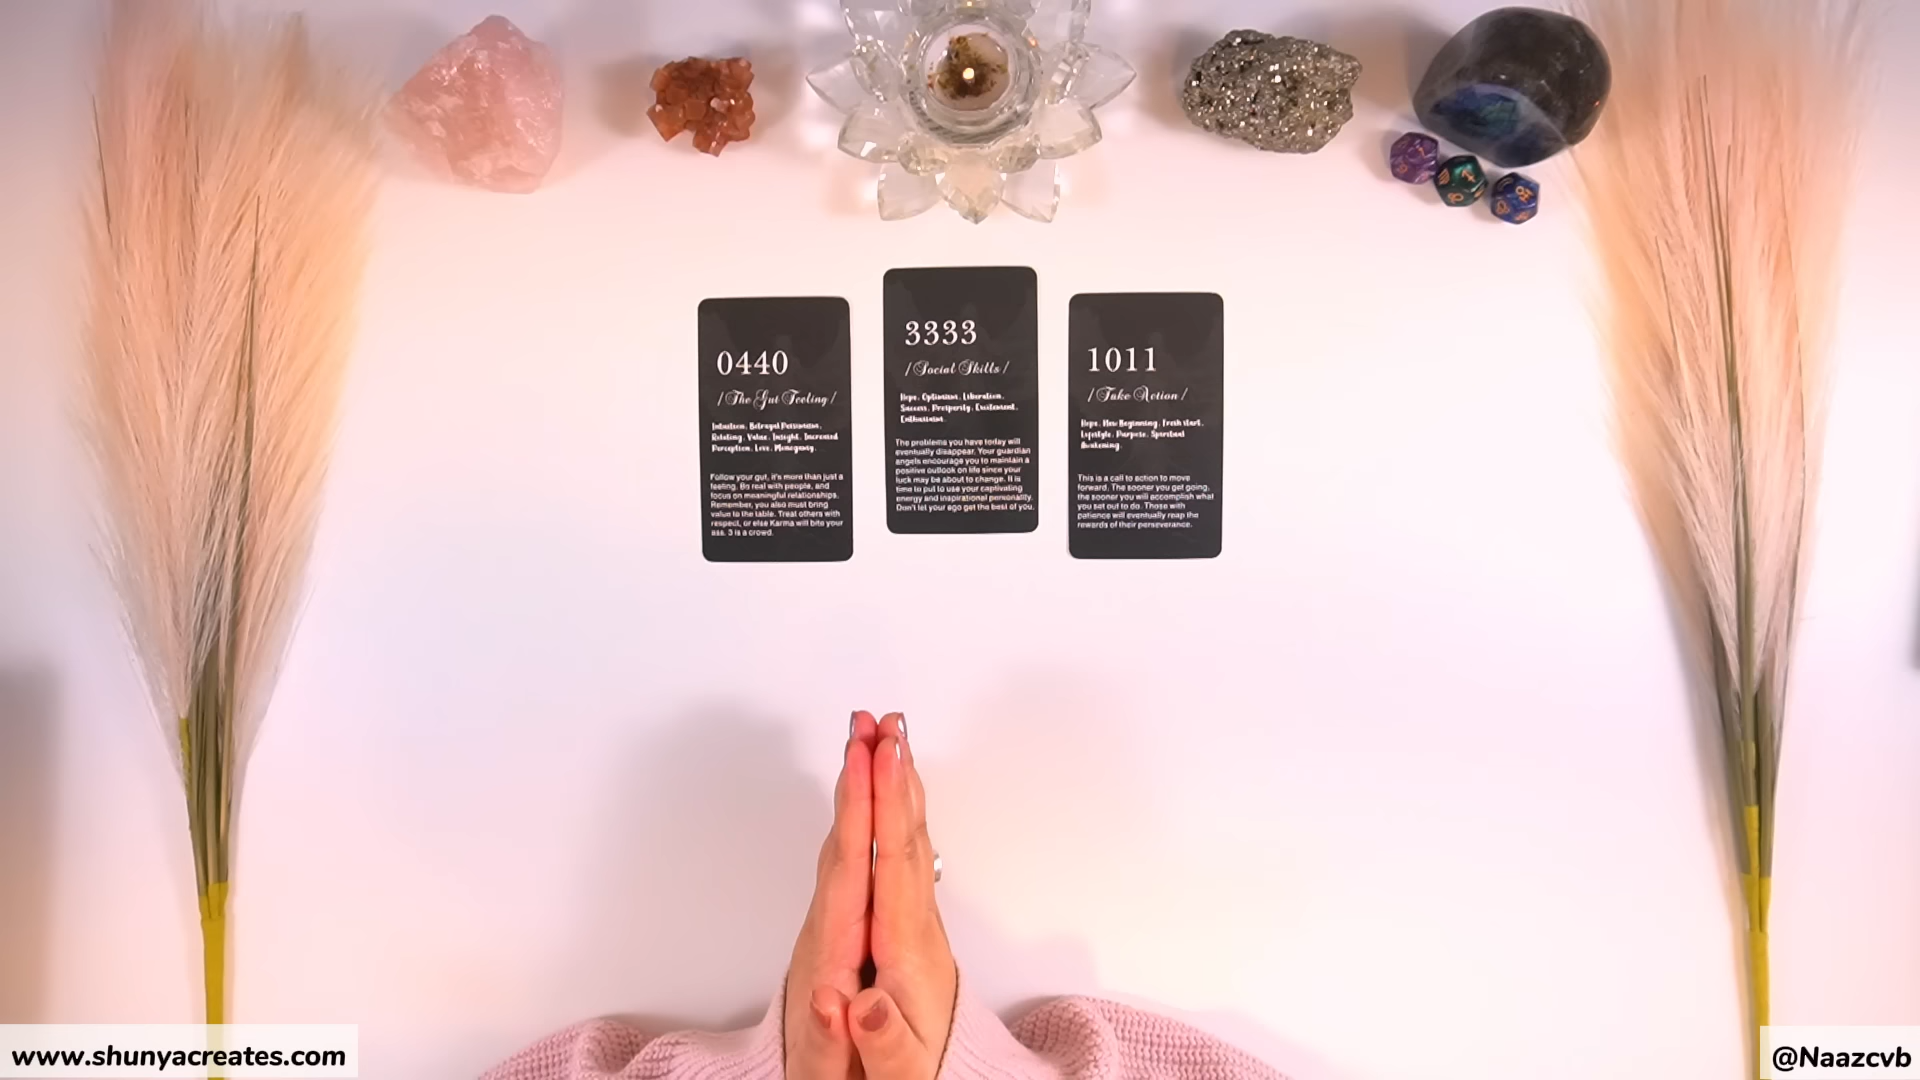 0440
/The Gut Feeling/
Intuition, Betrayal Pessimism,
Relating, Value, Insight, Increased
Perception, Love, Monogamy.
Follow your gut, it's more than just a
feeling. Be real with people, and
focus on meaningful relationships.
Remember, you also must bring
value to the table. Treat others with
respect, or else Karma will bite your
ass. 3 is a crowd.
3333
/Social Skills/
Hope, Optimism, Liberation,
Success, Prosperity, Excitement,
Enthusiasm.
The problems you have today will
eventually disappear. Your guardian
angels encourage you to maintain a
positive outlook on life since your
luck may be about to change. It is
time to put to use your captivating
energy and inspirational personality.
Don't let your ego get the best of you.
1011
/Take Action/
Hope, New Beginning, Fresh start,
Lifestyle, Purpose, Spiritual
Awakening.
This is a call to action to move
forward. The sooner you get going,
the sooner you will accomplish what
you set out to do. Those with
patience will eventually reap the
rewards of their perseverance.
www.shunyacreates.com
@Naazcvb